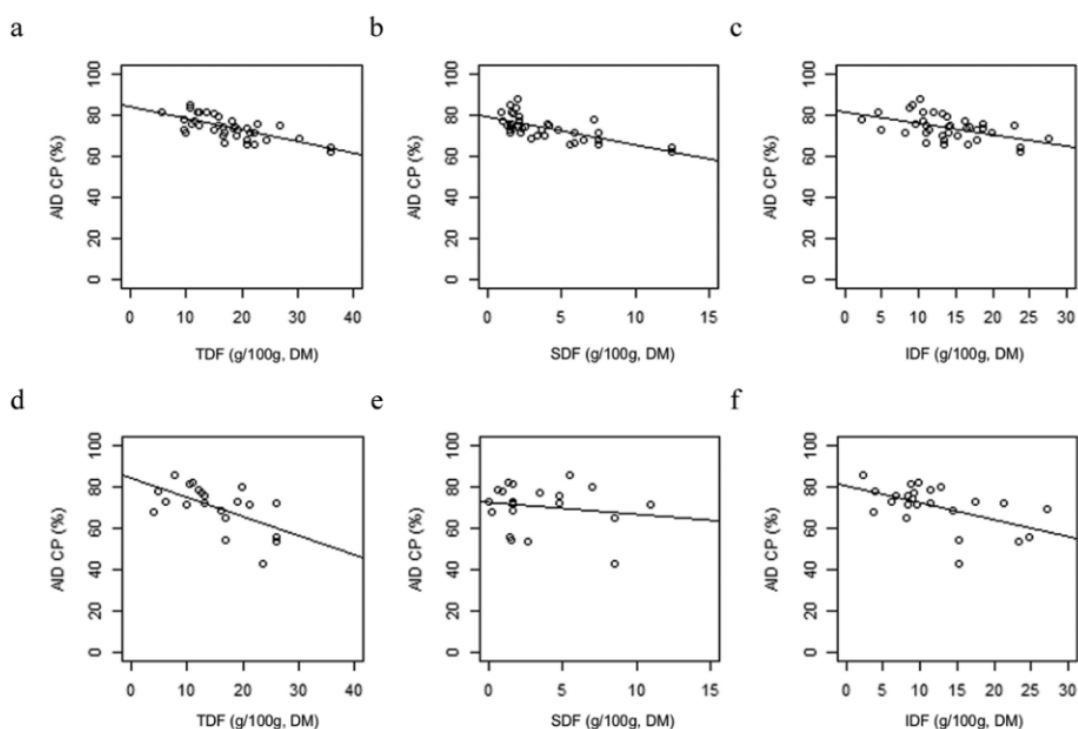 a
b
c
AID CP (%)
0 20 40 60 80 100
0 10 20 30 40
TDF (g/100g, DM)
AID CP (%)
0 20 40 60 80 100
0 5 10 15
SDF (g/100g, DM)
AID CP (%)
0 20 40 60 80 100
0 5 10 15 20 25 30
IDF (g/100g, DM)
d
e
f
AID CP (%)
0 20 40 60 80 100
0 10 20 30 40
TDF (g/100g, DM)
AID CP (%)
0 20 40 60 80 100
0 5 10 15
SDF (g/100g, DM)
AID CP (%)
0 20 40 60 80 100
0 5 10 15 20 25 30
IDF (g/100g, DM)